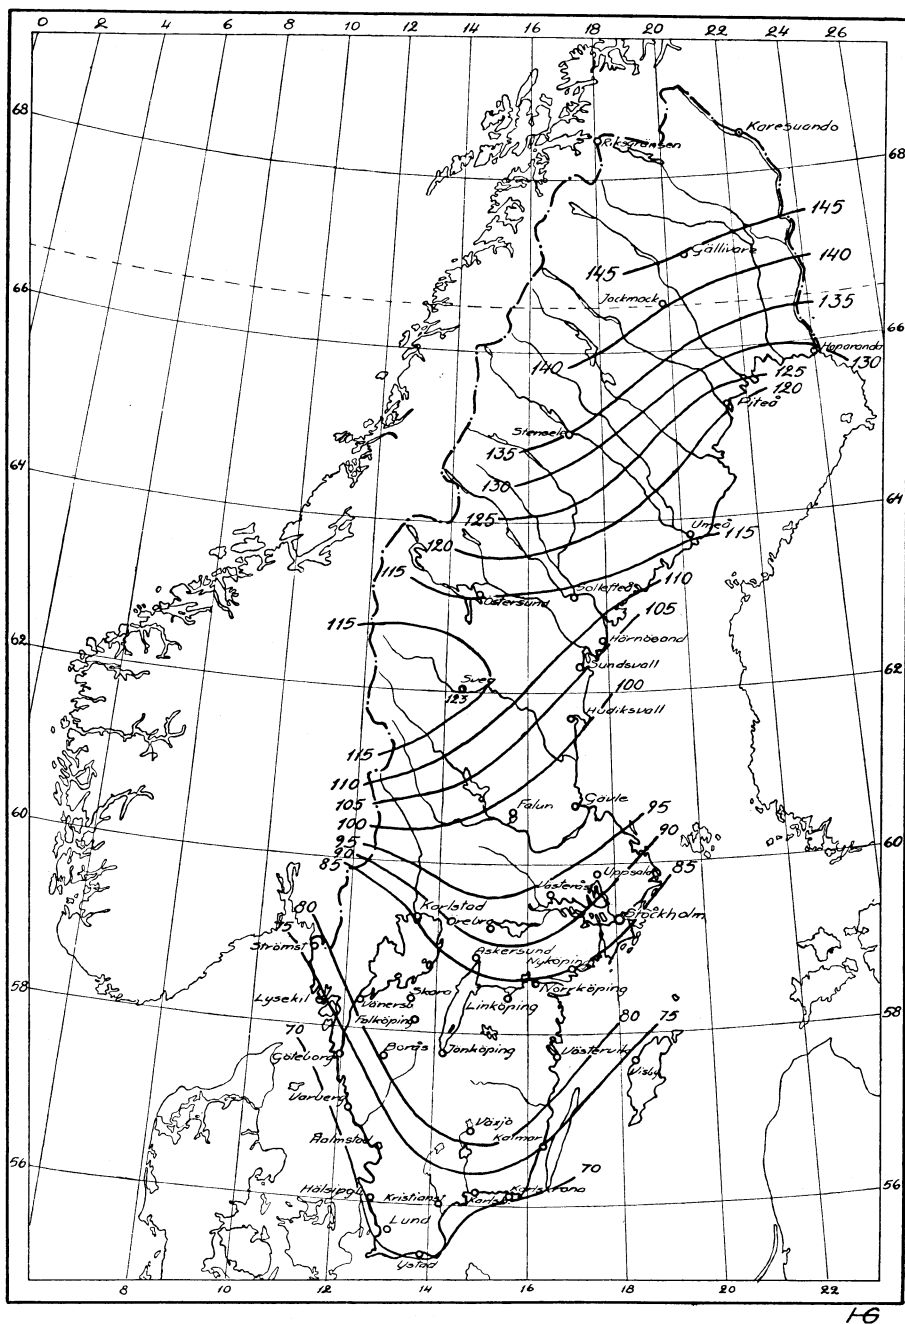 0 2 4 6 8 10 12 14 16 18 20 22 24 26
68
Karesuando
Riksgränsen
68
145
Gällivare
145
140
66
Jockmock
135
66
Haparanda
140
130
125
120
Piteå
Stensele
135
64
130
64
125
Umeå
115
120
115
110
Östersund
Sollefteå
105
115
Härnösand
62
Sundsvall
62
Sveg
123
100
Hudiksvall
115
110
105
Falun
Gävle
95
60
100
95
90
90
60
85
85
Västerås
Uppsala
80
Karlstad
Örebro
Stockholm
75
Strömst
Askersund
Nyköping
58
Lysekil
Vänersb
Skara
Linköping
Norrköping
58
Falköping
80
75
70
Göteborg
Borås
Jönköping
Västervik
Visby
Varberg
Växjö
Halmstad
Kalmar
56
70
56
Hälsipgb
Kristianst
Karlsh
Karlskrona
Lund
Ystad
8 10 12 14 16 18 20 22